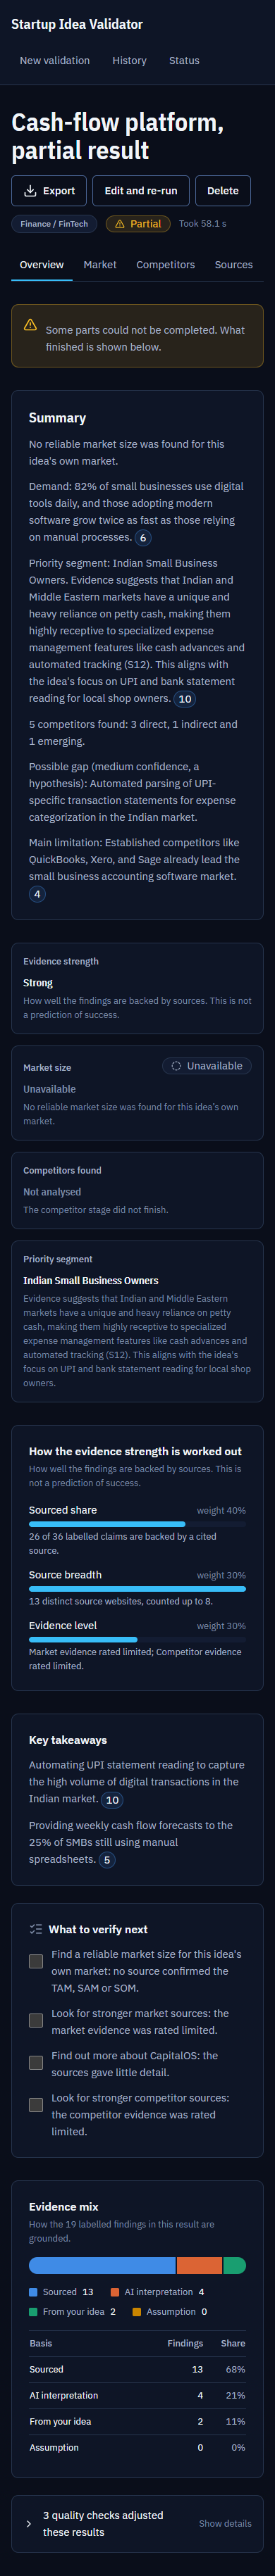 Startup Idea Validator
New validation History Status
Cash-flow platform,
partial result
Export Edit and re-run Delete
Finance / FinTech Partial Took 58.1 s
Overview Market Competitors Sources
Some parts could not be completed. What
finished is shown below.
Summary
No reliable market size was found for this
idea's own market.
Demand: 82% of small businesses use digital
tools daily, and those adopting modern
software grow twice as fast as those relying
on manual processes. 6
Priority segment: Indian Small Business
Owners. Evidence suggests that Indian and
Middle Eastern markets have a unique and
heavy reliance on petty cash, making them
highly receptive to specialized expense
management features like cash advances and
automated tracking (S12). This aligns with
the idea's focus on UPI and bank statement
reading for local shop owners. 10
5 competitors found: 3 direct, 1 indirect and
1 emerging.
Possible gap (medium confidence, a
hypothesis): Automated parsing of UPI-
specific transaction statements for expense
categorization in the Indian market.
Main limitation: Established competitors like
QuickBooks, Xero, and Sage already lead the
small business accounting software market.
4
Evidence strength
Strong
How well the findings are backed by sources. This is not
a prediction of success.
Market size Unavailable
Unavailable
No reliable market size was found for this idea's own
market.
Competitors found
Not analysed
The competitor stage did not finish.
Priority segment
Indian Small Business Owners
Evidence suggests that Indian and Middle Eastern
markets have a unique and heavy reliance on petty
cash, making them highly receptive to specialized
expense management features like cash advances and
automated tracking (S12). This aligns with the idea's
focus on UPI and bank statement reading for local shop
owners.
How the evidence strength is worked out
How well the findings are backed by sources. This is
not a prediction of success.
Sourced share weight 40%
26 of 36 labelled claims are backed by a cited
source.
Source breadth weight 30%
13 distinct source websites, counted up to 8.
Evidence level weight 30%
Market evidence rated limited; Competitor evidence
rated limited.
Key takeaways
Automating UPI statement reading to capture
the high volume of digital transactions in the
Indian market. 10
Providing weekly cash flow forecasts to the
25% of SMBs still using manual
spreadsheets. 5
What to verify next
Find a reliable market size for this idea's
own market: no source confirmed the
TAM, SAM or SOM.
Look for stronger market sources: the
market evidence was rated limited.
Find out more about CapitalOS: the
sources gave little detail.
Look for stronger competitor sources:
the competitor evidence was rated
limited.
Evidence mix
How the 19 labelled findings in this result are
grounded.
Sourced 13 AI interpretation 4
From your idea 2 Assumption 0
Basis Findings Share
Sourced 13 68%
AI interpretation 4 21%
From your idea 2 11%
Assumption 0 0%
3 quality checks adjusted
these results
Show details